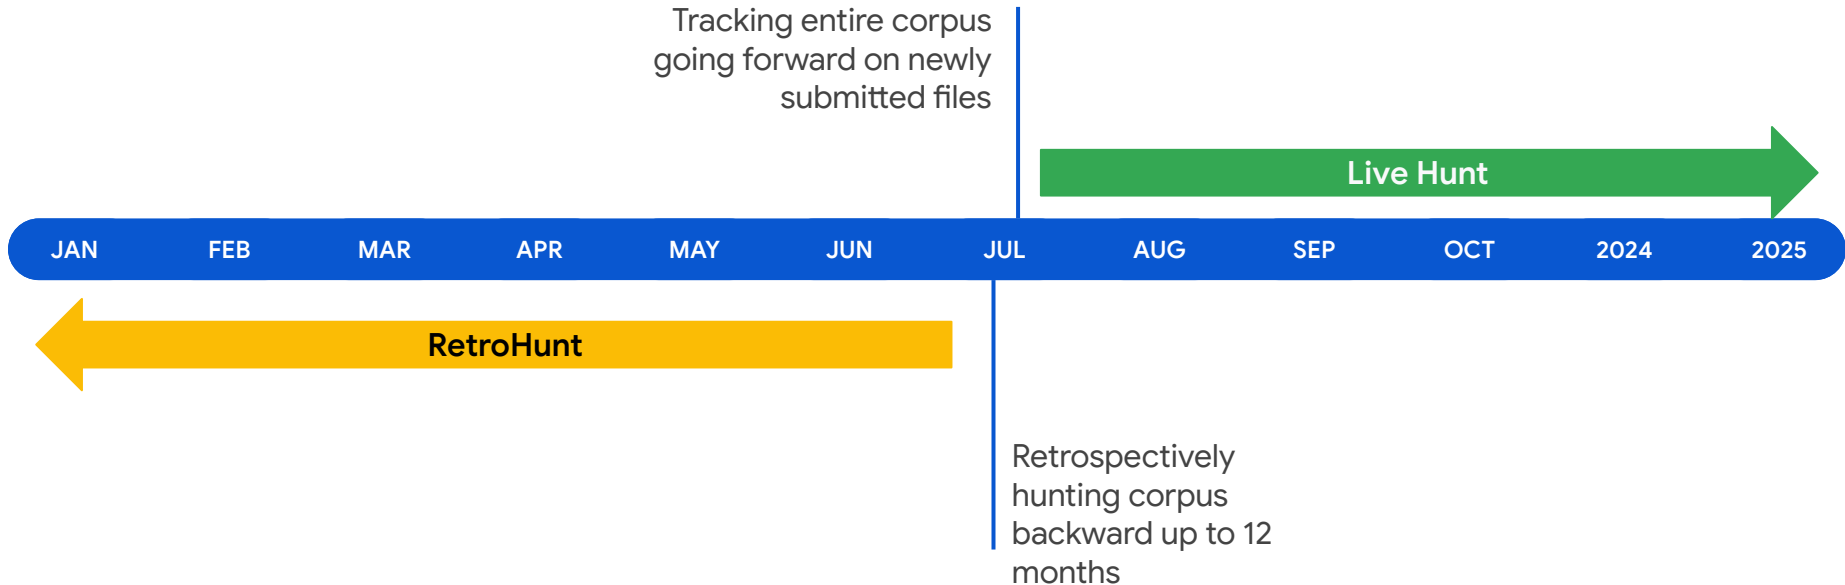 Tracking entire corpus
going forward on newly
submitted files
Live Hunt
JAN FEB MAR APR MAY JUN JUL AUG SEP OCT 2024 2025
RetroHunt
Retrospectively
hunting corpus
backward up to 12
months